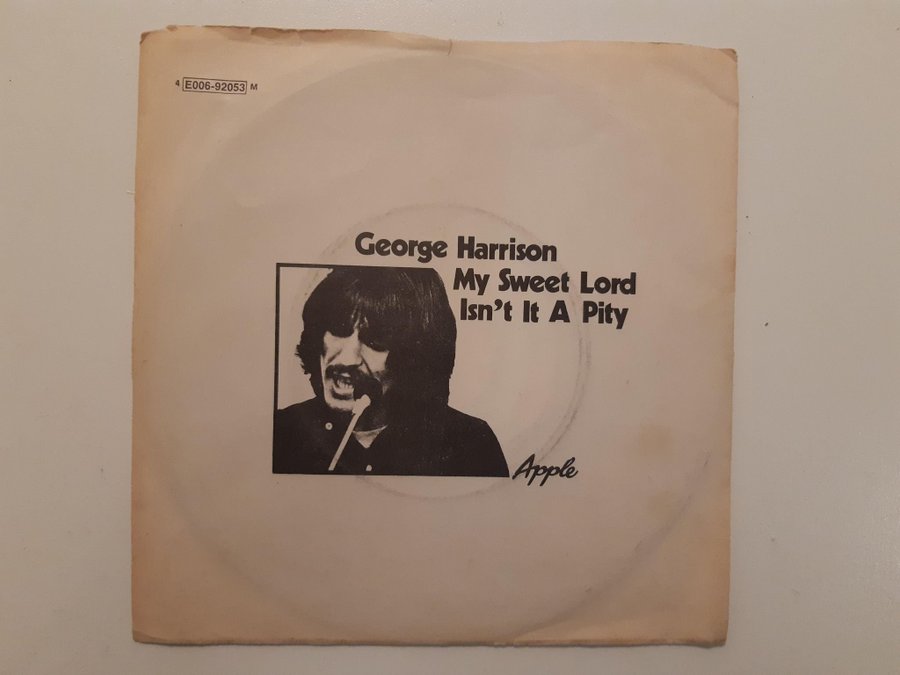 4 E006-92053 M
George Harrison
My Sweet Lord
Isn't It A Pity
Apple